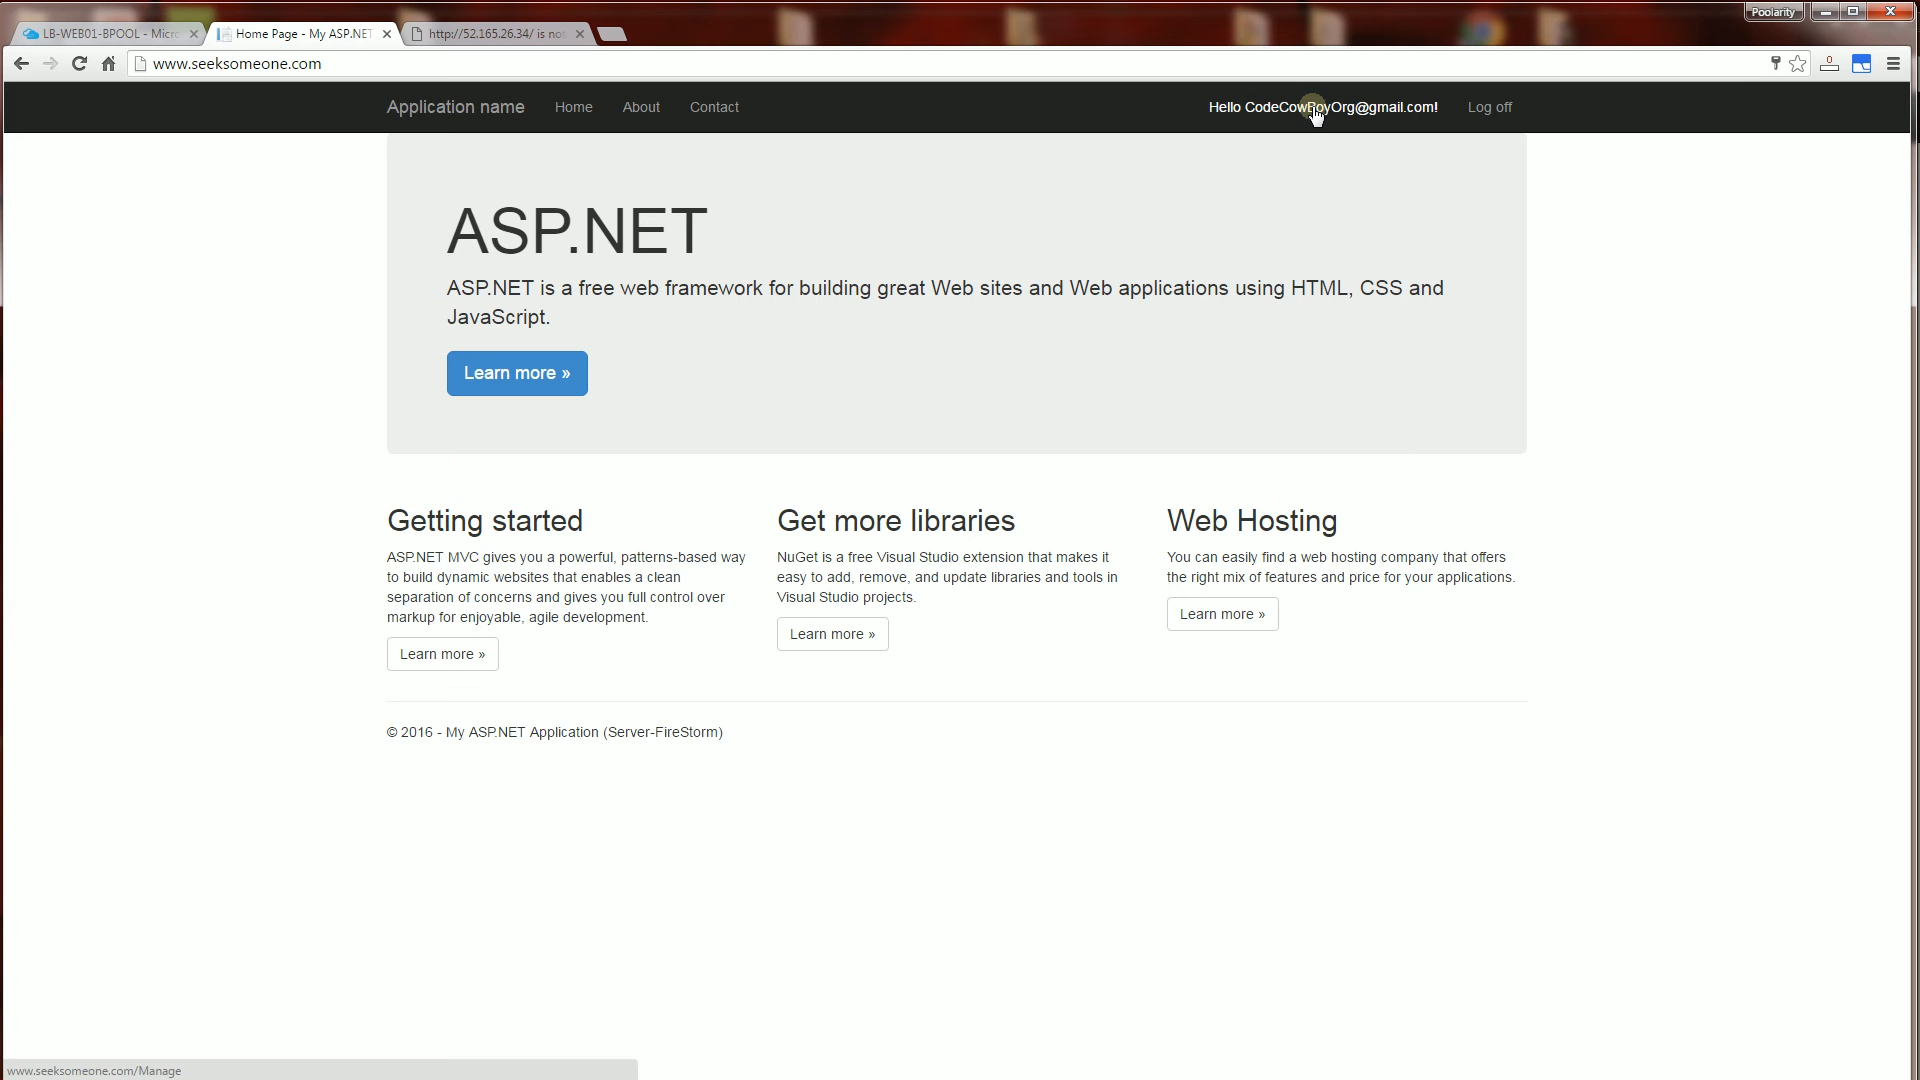 LB-WEB01-BPOOL - Micr
Home Page - My ASP.NET
http://52.165.26.34/ is not
Poolarity
www.seeksomeone.com
0
Application name
Home
About
Contact
Hello CodeCowBoyOrg@gmail.com!
Log off
ASP.NET
ASP.NET is a free web framework for building great Web sites and Web applications using HTML, CSS and
JavaScript.
Learn more »
Getting started
ASP.NET MVC gives you a powerful, patterns-based way
to build dynamic websites that enables a clean
separation of concerns and gives you full control over
markup for enjoyable, agile development.
Learn more »
Get more libraries
NuGet is a free Visual Studio extension that makes it
easy to add, remove, and update libraries and tools in
Visual Studio projects.
Learn more »
Web Hosting
You can easily find a web hosting company that offers
the right mix of features and price for your applications.
Learn more »
© 2016 - My ASP.NET Application (Server-FireStorm)
www.seeksomeone.com/Manage